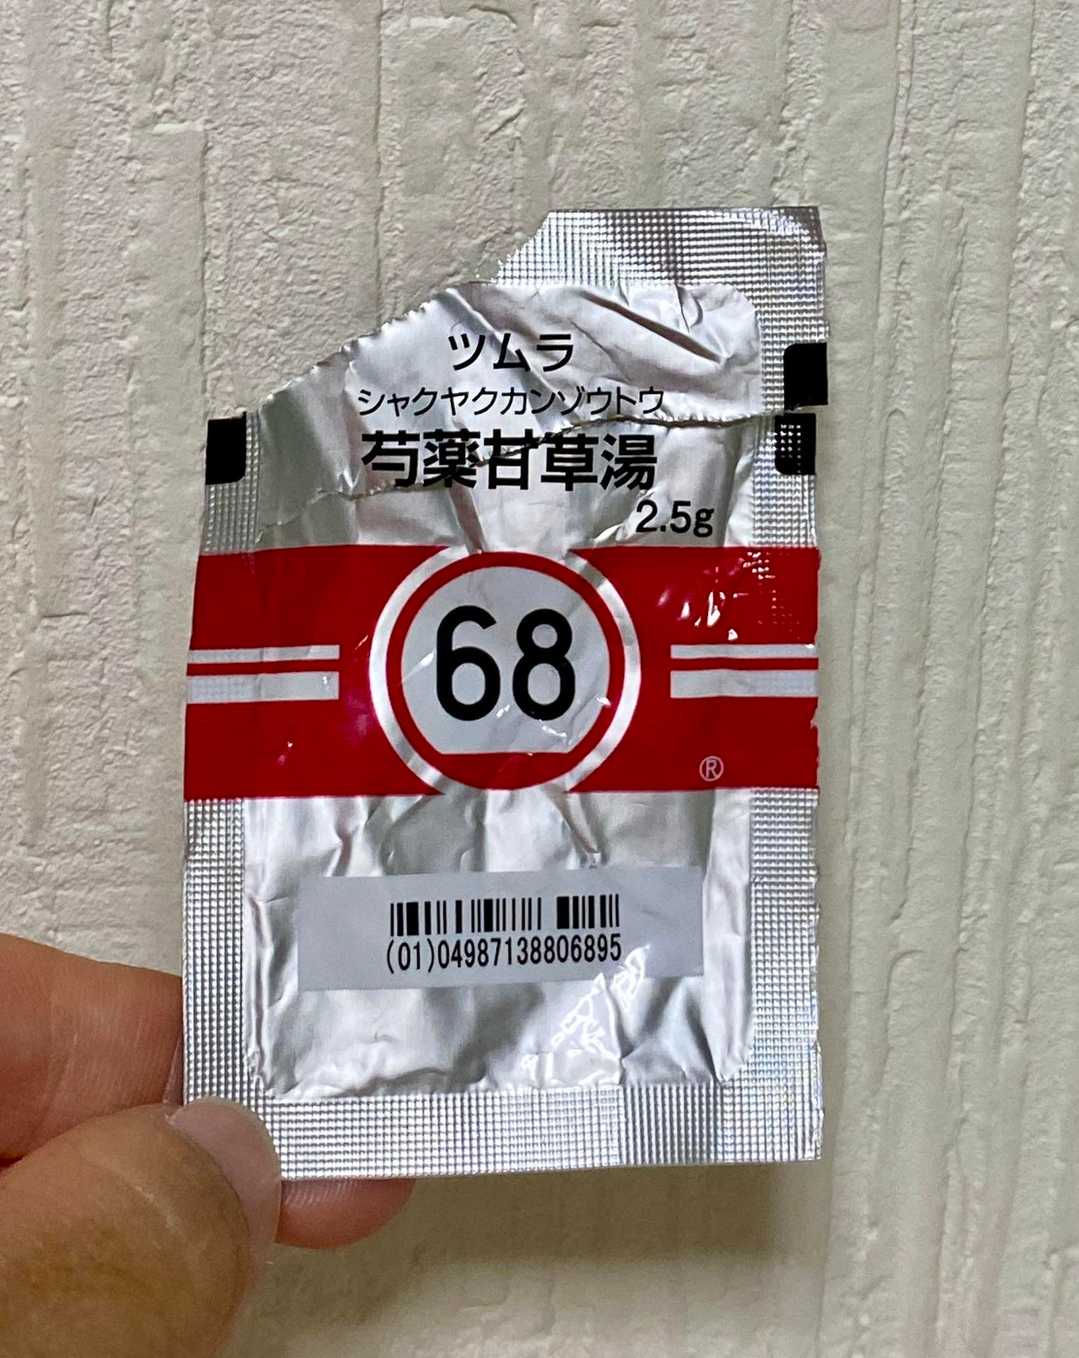 ツムラ
シャクヤクカンゾウトウ
芍薬甘草湯
2.5g
68
®
(01)04987138806895